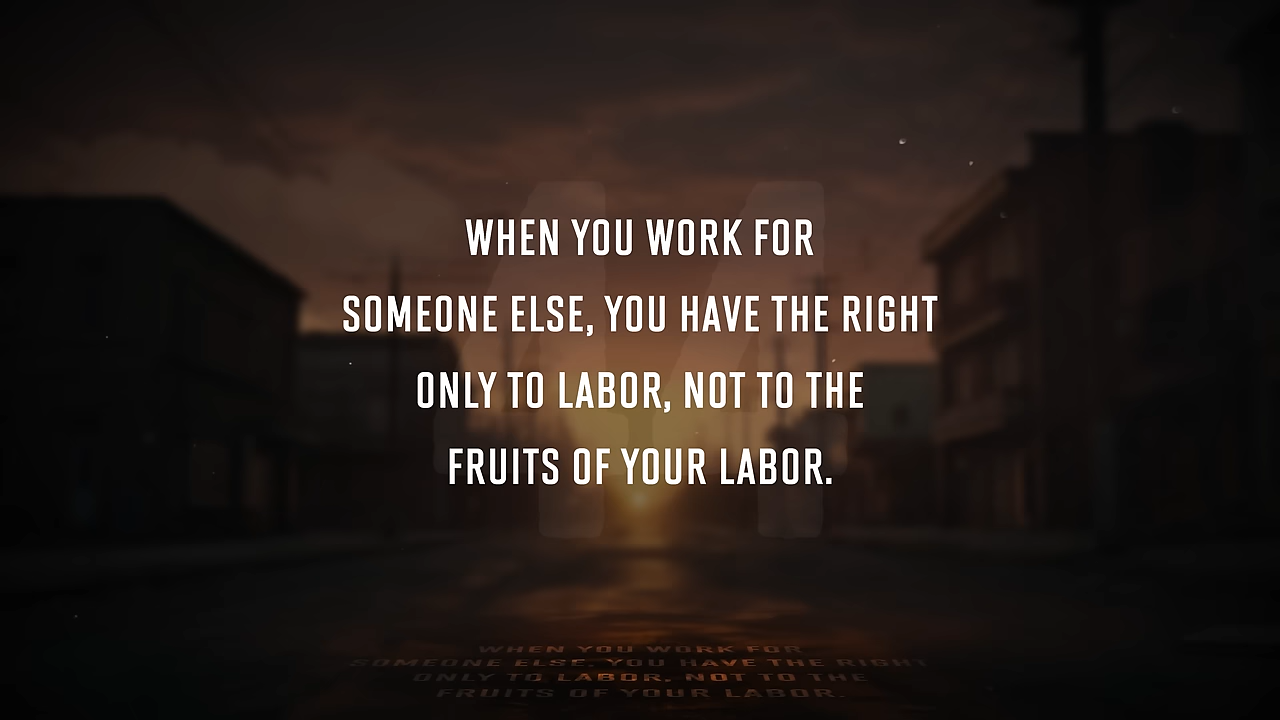 44
WHEN YOU WORK FOR
SOMEONE ELSE, YOU HAVE THE RIGHT
ONLY TO LABOR, NOT TO THE
FRUITS OF YOUR LABOR.
WHEN YOU WORK FOR
SOMEONE ELSE, YOU HAVE THE RIGHT
ONLY TO LABOR, NOT TO THE
FRUITS OF YOUR LABOR.